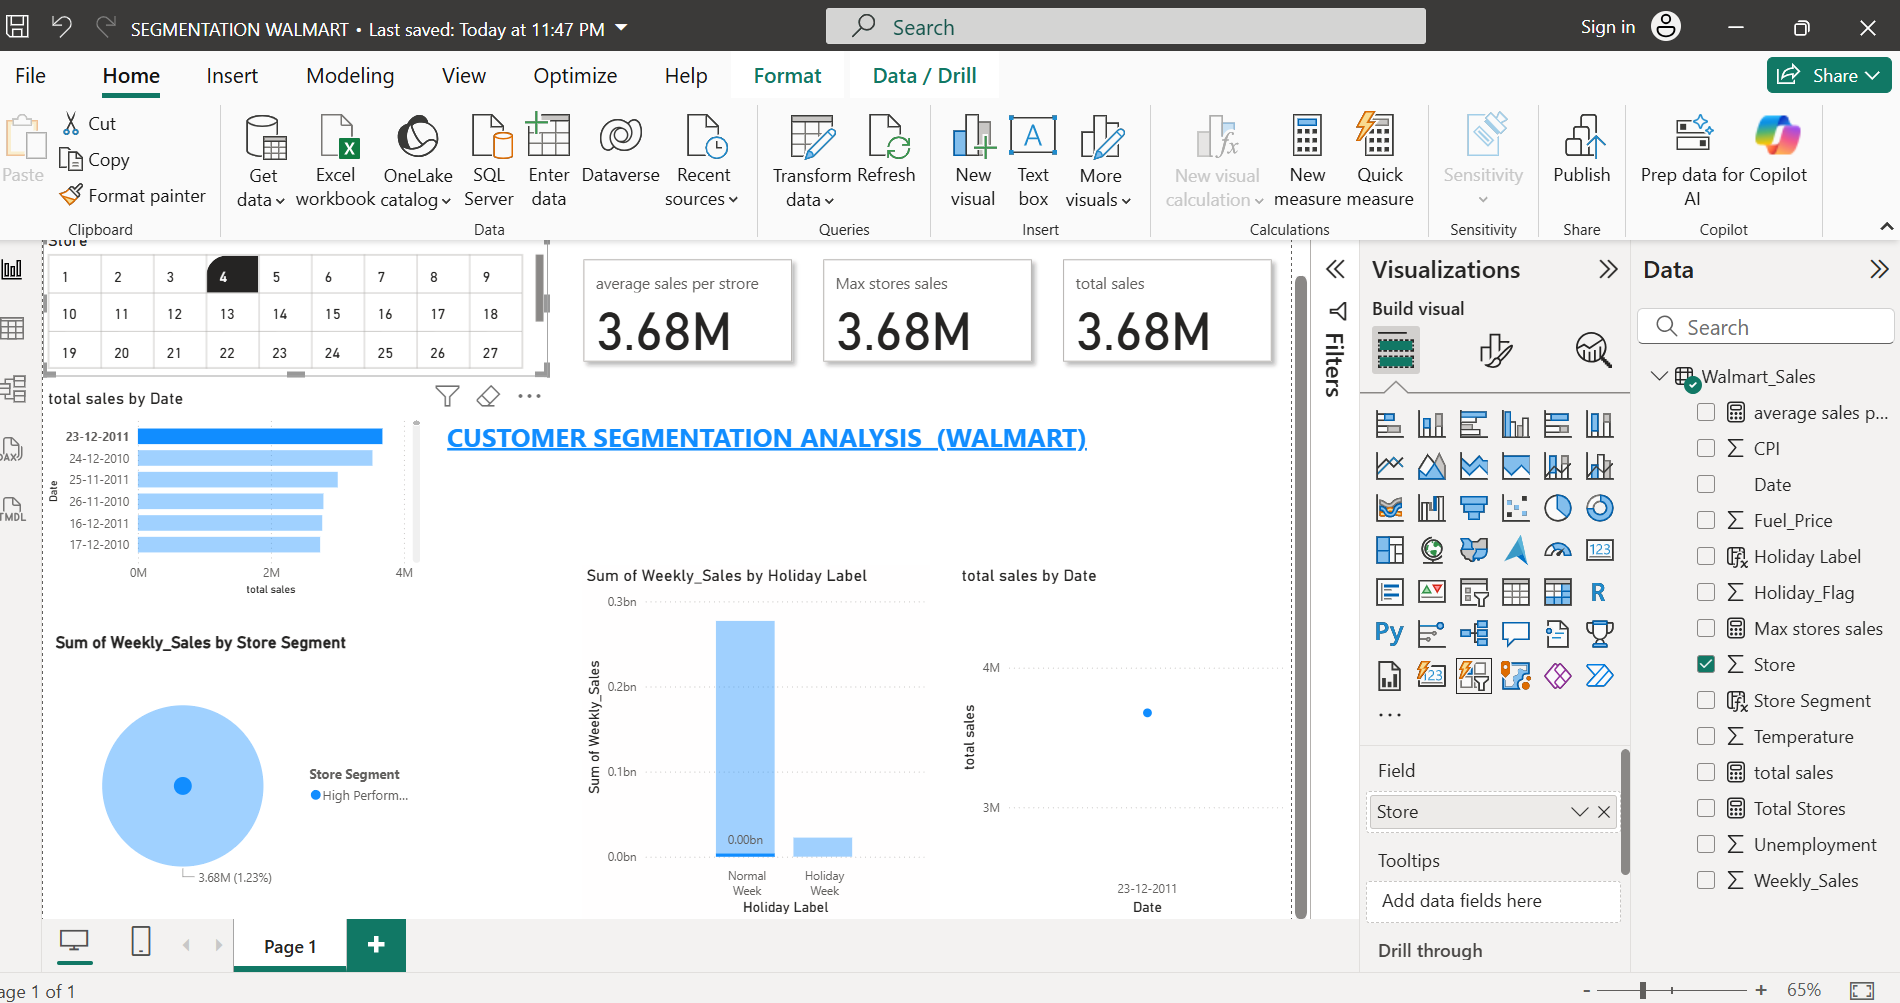 SEGMENTATION WALMART • Last saved: Today at 11:47 PM
Search
Sign in
File
Home
Insert
Modeling
View
Optimize
Help
Format
Data / Drill
Share
Paste
Cut
Copy
Format painter
Clipboard
Get data
Excel workbook
OneLake catalog
SQL Server
Enter data
Dataverse
Recent sources
Data
Transform data
Refresh
Queries
New visual
Text box
More visuals
Insert
New visual calculation
New measure
Quick measure
Calculations
Sensitivity
Sensitivity
Publish
Share
Prep data for AI
Copilot
Copilot
Store
1 2 3 4 5 6 7 8 9
10 11 12 13 14 15 16 17 18
19 20 21 22 23 24 25 26 27
average sales per strore
3.68M
Max stores sales
3.68M
total sales
3.68M
total sales by Date
Date
23-12-2011
24-12-2010
25-11-2011
26-11-2010
16-12-2011
17-12-2010
0M 2M 4M
total sales
CUSTOMER SEGMENTATION ANALYSIS (WALMART)
Sum of Weekly_Sales by Store Segment
Store Segment
High Perform...
3.68M (1.23%)
Sum of Weekly_Sales by Holiday Label
Sum of Weekly_Sales
0.3bn
0.2bn
0.1bn
0.0bn
0.00bn
Normal Week
Holiday Week
Holiday Label
total sales by Date
total sales
4M
3M
23-12-2011
Date
Filters
Visualizations
Build visual
123
R
Py
123
...
Field
Store
Tooltips
Add data fields here
Drill through
Data
Search
Walmart_Sales
average sales p...
CPI
Date
Fuel_Price
Holiday Label
Holiday_Flag
Max stores sales
Store
Store Segment
Temperature
total sales
Total Stores
Unemployment
Weekly_Sales
DAX
TMDL
Page 1
age 1 of 1
65%